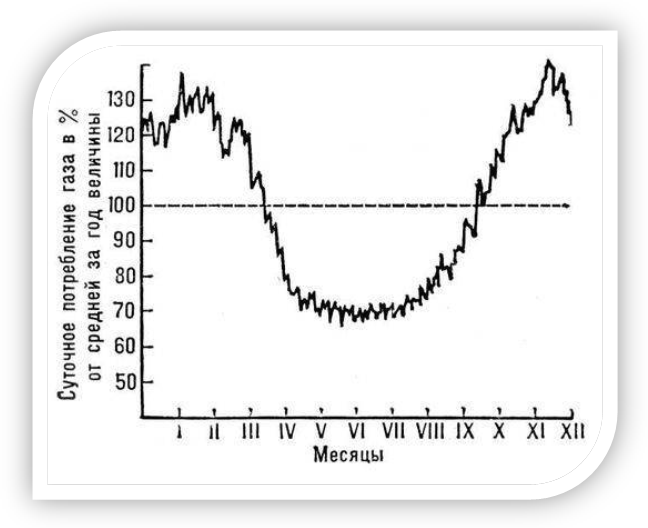 Суточное потребление газа в %
от средней за год величины
130
120
110
100
90
80
70
60
50
I II III IV V VI VII VIII IX X XI XII
Месяцы